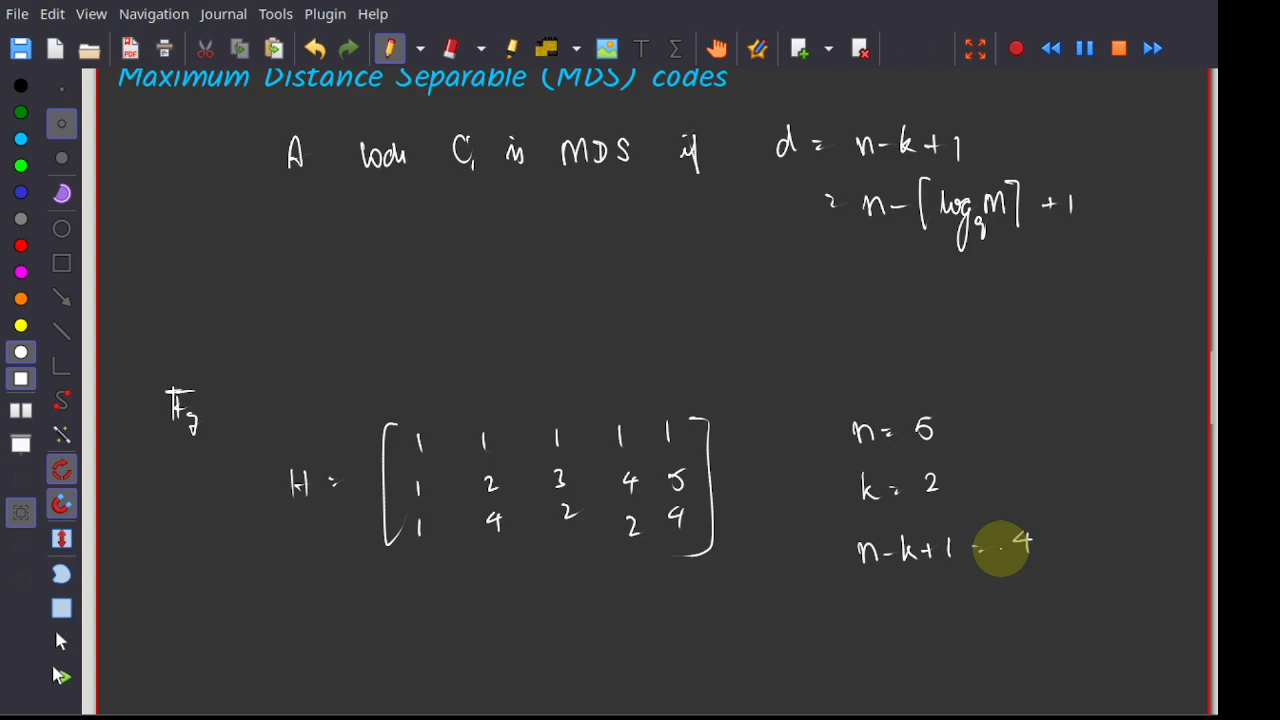 File Edit View Navigation Journal Tools Plugin Help
Maximum Distance Separable (MDS) codes
A code C, is MDS if d = n-k+1
= n - ⌈log_q M⌉ + 1
H = [ 1 1 1 1 1
1 2 3 4 5
1 4 2 2 4 ]
n = 5
k = 2
n-k+1 = 4